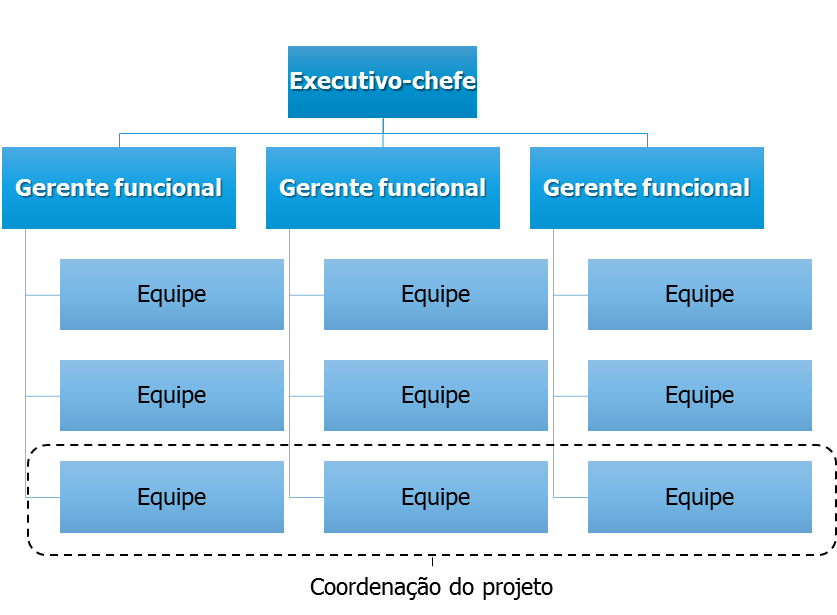 Executivo-chefe
Gerente funcional
Gerente funcional
Gerente funcional
Equipe
Equipe
Equipe
Equipe
Equipe
Equipe
Equipe
Equipe
Equipe
Coordenação do projeto